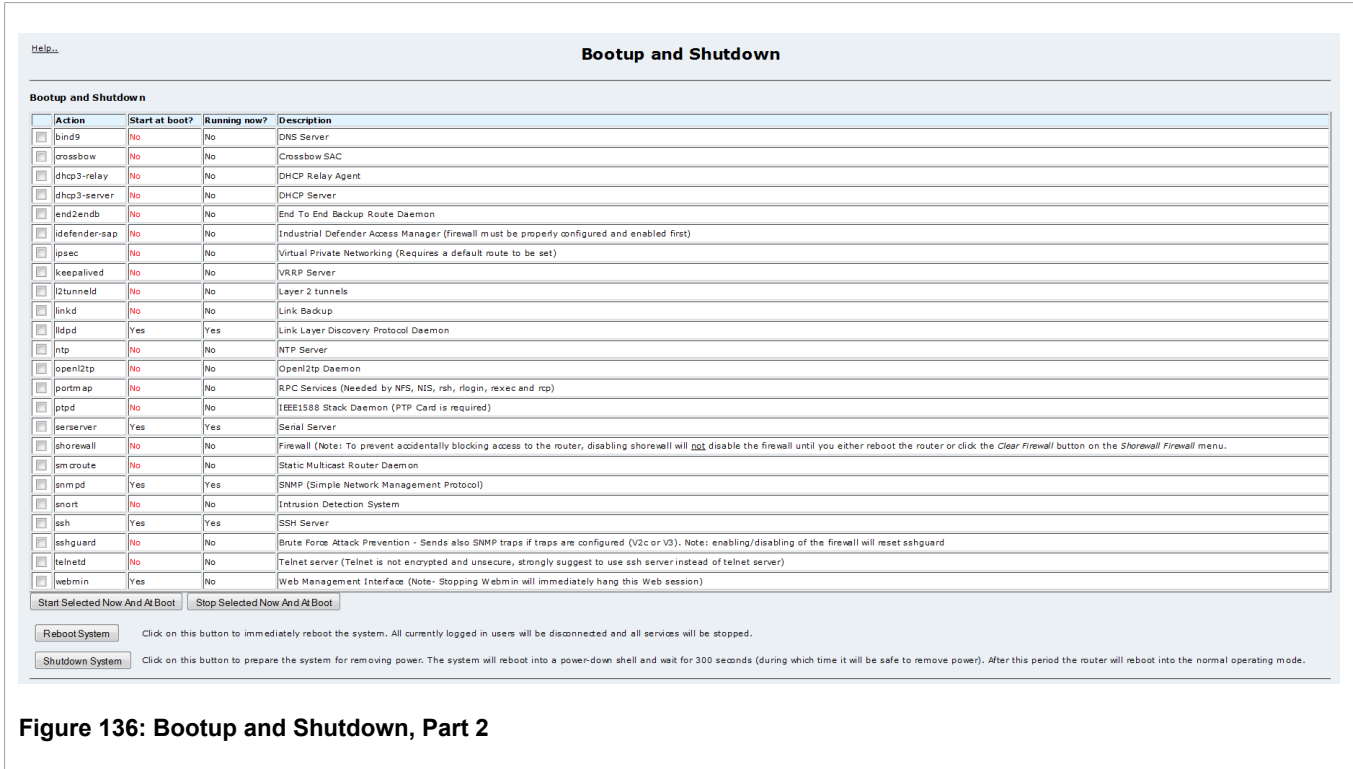 Help..
Bootup and Shutdown
Bootup and Shutdown
Action Start at boot? Running now? Description
bind9 No No DNS Server
crossbow No No Crossbow SAC
dhcp3-relay No No DHCP Relay Agent
dhcp3-server No No DHCP Server
end2endb No No End To End Backup Route Daemon
idefender-sap No No Industrial Defender Access Manager (firewall must be properly configured and enabled first)
ipsec No No Virtual Private Networking (Requires a default route to be set)
keepalived No No VRRP Server
l2tunneld No No Layer 2 tunnels
linkd No No Link Backup
lldpd Yes Yes Link Layer Discovery Protocol Daemon
ntp No No NTP Server
openl2tp No No Openl2tp Daemon
portmap No No RPC Services (Needed by NFS, NIS, rsh, rlogin, rexec and rcp)
ptpd No No IEEE1588 Stack Daemon (PTP Card is required)
serserver Yes Yes Serial Server
shorewall No No Firewall (Note: To prevent accidentally blocking access to the router, disabling shorewall will not disable the firewall until you either reboot the router or click the Clear Firewall button on the Shorewall Firewall menu.
smcroute No No Static Multicast Router Daemon
snmpd Yes Yes SNMP (Simple Network Management Protocol)
snort No No Intrusion Detection System
ssh Yes Yes SSH Server
sshguard No No Brute Force Attack Prevention - Sends also SNMP traps if traps are configured (V2c or V3). Note: enabling/disabling of the firewall will reset sshguard
telnetd No No Telnet server (Telnet is not encrypted and unsecure, strongly suggest to use ssh server instead of telnet server)
webmin Yes No Web Management Interface (Note- Stopping Webmin will immediately hang this Web session)
Start Selected Now And At Boot Stop Selected Now And At Boot
Reboot System Click on this button to immediately reboot the system. All currently logged in users will be disconnected and all services will be stopped.
Shutdown System Click on this button to prepare the system for removing power. The system will reboot into a power-down shell and wait for 300 seconds (during which time it will be safe to remove power). After this period the router will reboot into the normal operating mode.
Figure 136: Bootup and Shutdown, Part 2